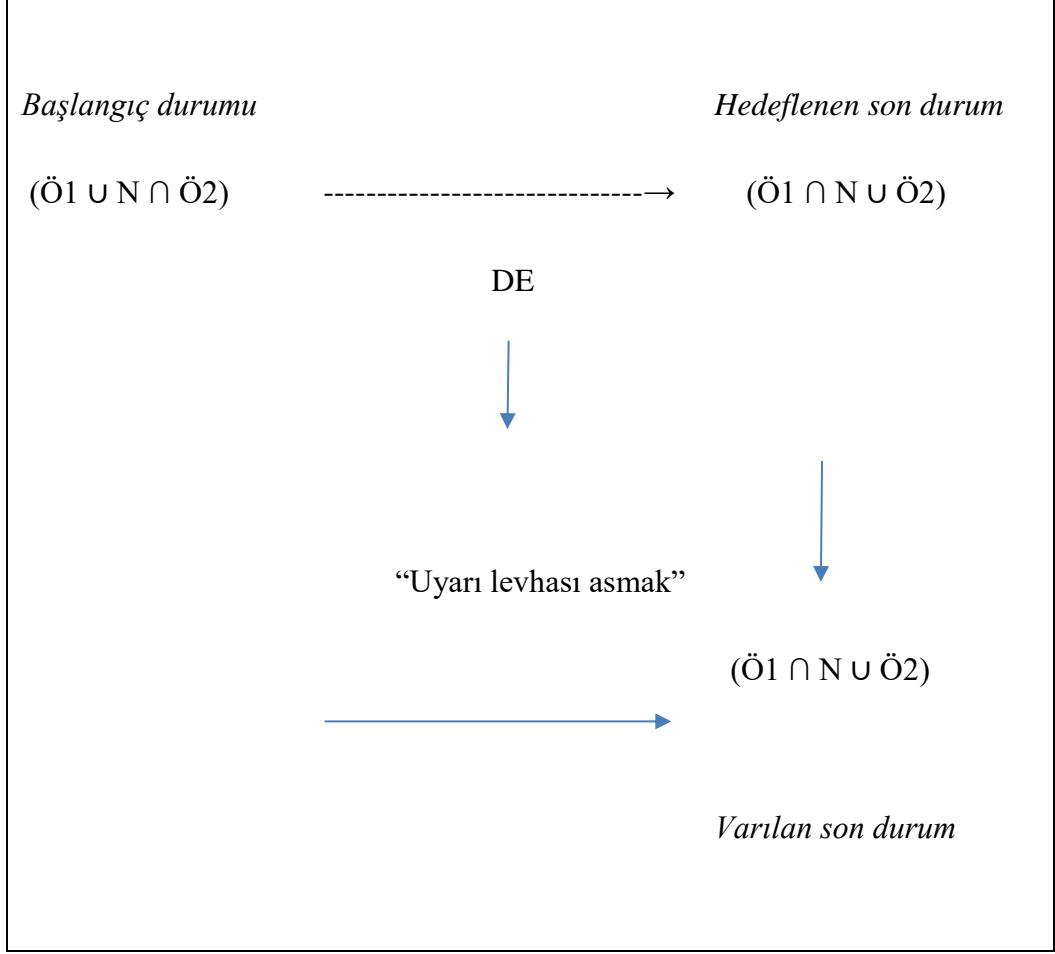 Başlangıç durumu Hedeflenen son durum
(Ö1 ∪ N ∩ Ö2) ------------------------------→ (Ö1 ∩ N ∪ Ö2)
DE
“Uyarı levhası asmak”
(Ö1 ∩ N ∪ Ö2)
Varılan son durum